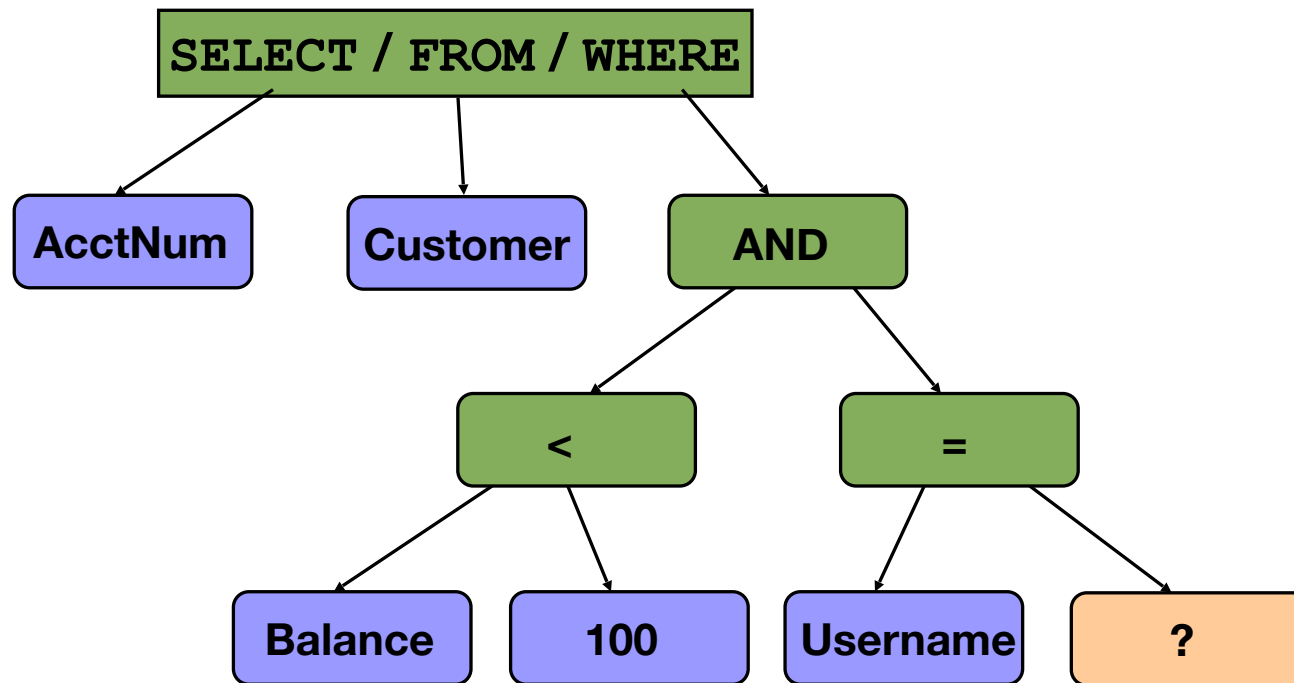 SELECT / FROM / WHERE
AcctNum Customer AND
< =
Balance 100 Username ?